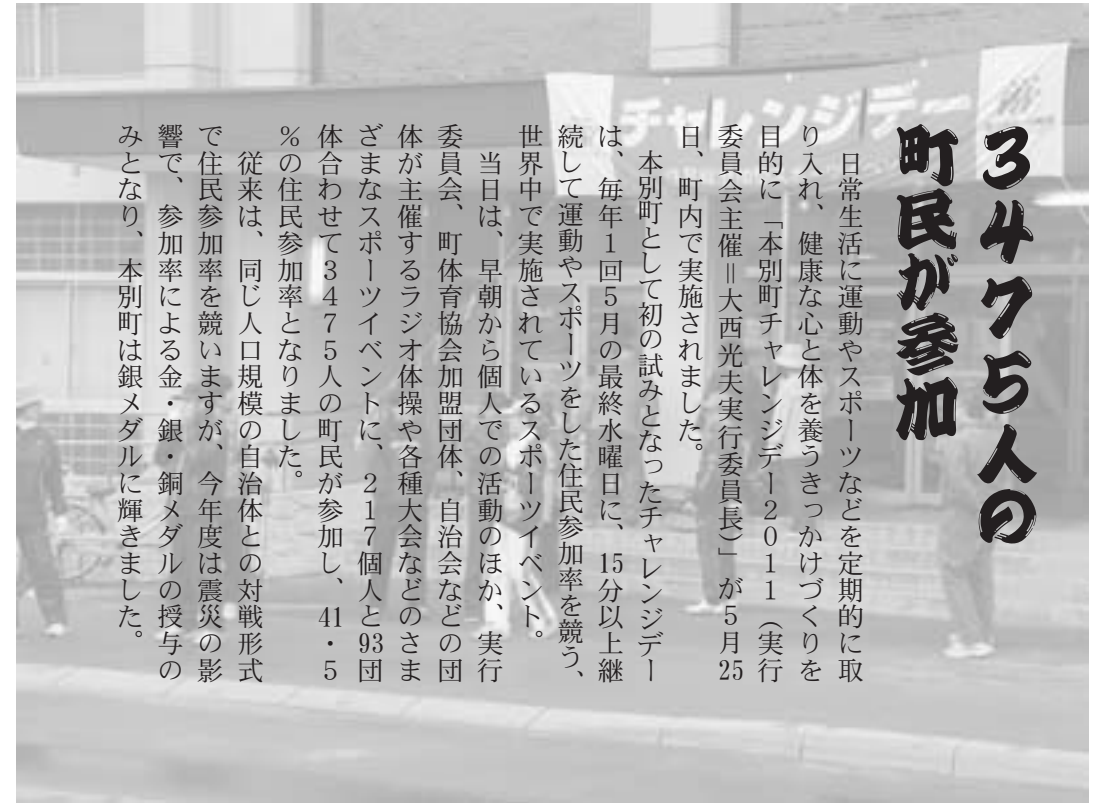 チャレンジデー
3475人の
町民が参加
　日常生活に運動やスポーツなどを定期的に取
り入れ、健康な心と体を養うきっかけづくりを
目的に「本別町チャレンジデー2011（実行
委員会主催＝大西光夫実行委員長）」が5月25
日、町内で実施されました。
　本別町として初の試みとなったチャレンジデー
は、毎年1回5月の最終水曜日に、15分以上継
続して運動やスポーツをした住民参加率を競う、
世界中で実施されているスポーツイベント。
　当日は、早朝から個人での活動のほか、実行
委員会、町体育協会加盟団体、自治会などの団
体が主催するラジオ体操や各種大会などのさま
ざまなスポーツイベントに、217個人と93団
体合わせて3475人の町民が参加し、41・5
％の住民参加率となりました。
　従来は、同じ人口規模の自治体との対戦形式
で住民参加率を競いますが、今年度は震災の影
響で、参加率による金・銀・銅メダルの授与の
みとなり、本別町は銀メダルに輝きました。